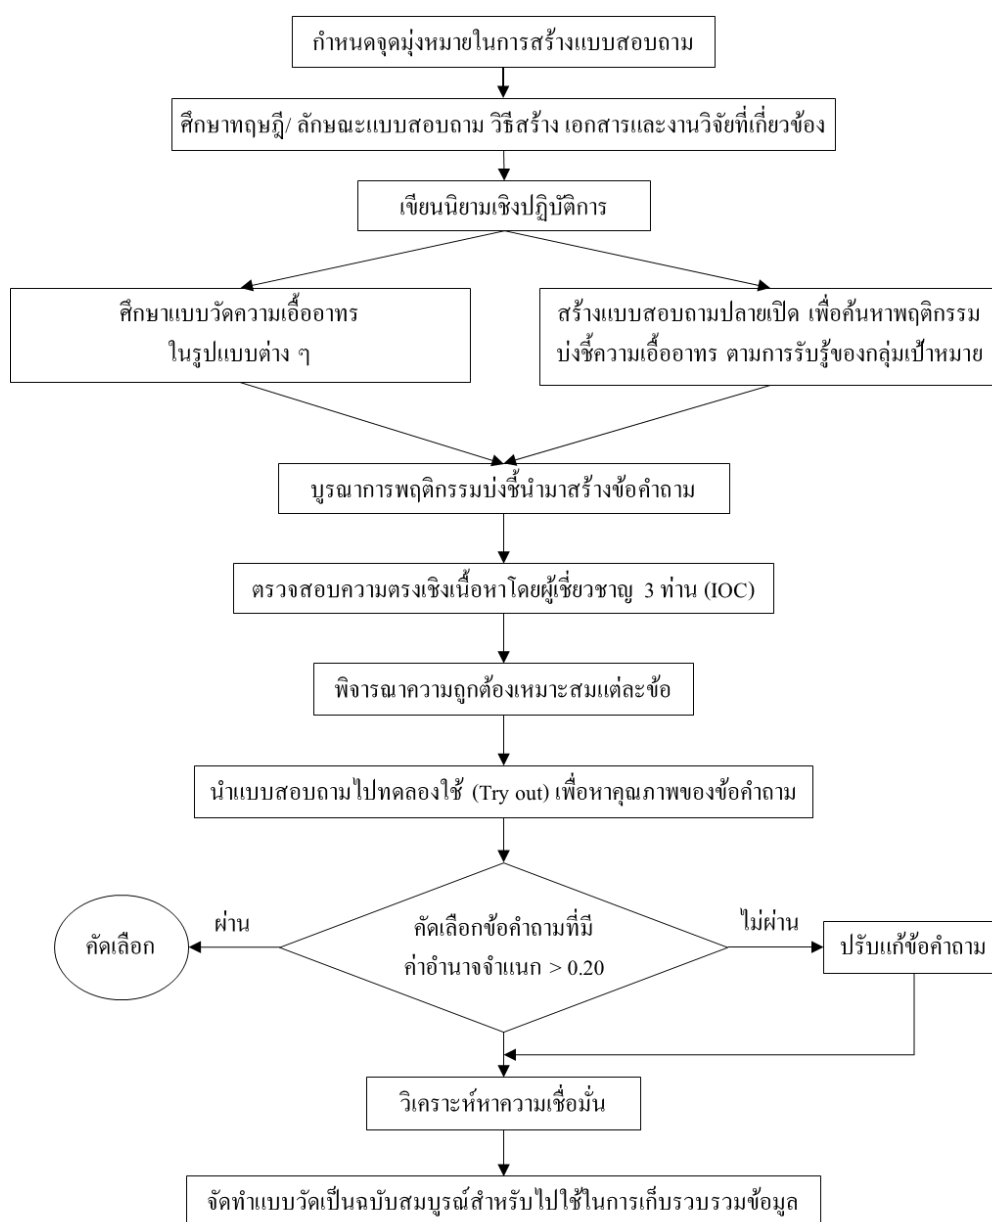 กำหนดจุดมุ่งหมายในการสร้างแบบสอบถาม
ศึกษาทฤษฎี/ ลักษณะแบบสอบถาม วิธีสร้าง เอกสารและงานวิจัยที่เกี่ยวข้อง
เขียนนิยามเชิงปฏิบัติการ
ศึกษาแบบวัดความเอื้ออาทร
ในรูปแบบต่าง ๆ
สร้างแบบสอบถามปลายเปิด เพื่อค้นหาพฤติกรรม
บ่งชี้ความเอื้ออาทร ตามการรับรู้ของกลุ่มเป้าหมาย
บูรณาการพฤติกรรมบ่งชี้นำมาสร้างข้อคำถาม
ตรวจสอบความตรงเชิงเนื้อหาโดยผู้เชี่ยวชาญ 3 ท่าน (IOC)
พิจารณาความถูกต้องเหมาะสมแต่ละข้อ
นำแบบสอบถามไปทดลองใช้ (Try out) เพื่อหาคุณภาพของข้อคำถาม
คัดเลือก
ผ่าน
คัดเลือกข้อคำถามที่มี
ค่าอำนาจจำแนก > 0.20
ไม่ผ่าน
ปรับแก้ข้อคำถาม
วิเคราะห์หาความเชื่อมั่น
จัดทำแบบวัดเป็นฉบับสมบูรณ์สำหรับไปใช้ในการเก็บรวบรวมข้อมูล